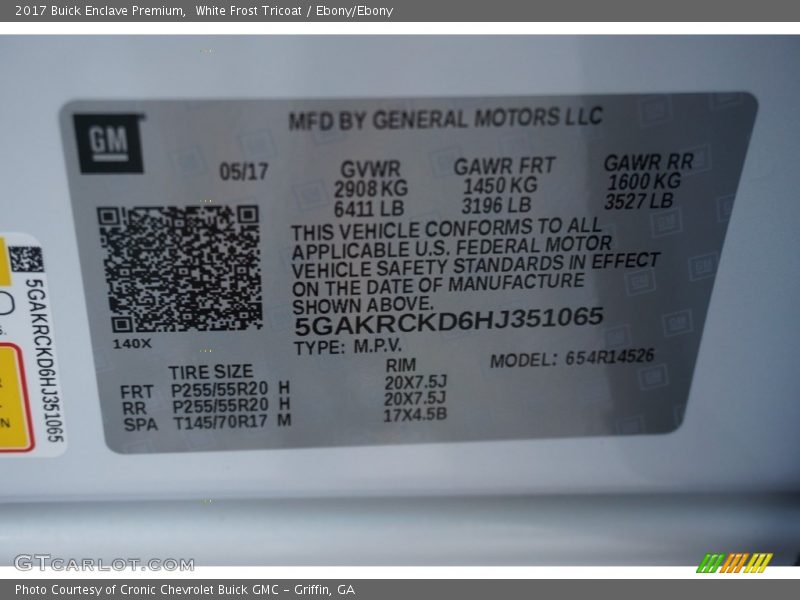 2017 Buick Enclave Premium,  White Frost Tricoat / Ebony/Ebony
GM
MFD BY GENERAL MOTORS LLC
05/17
GVWR
2908 KG
6411 LB
GAWR FRT
1450 KG
3196 LB
GAWR RR
1600 KG
3527 LB
THIS VEHICLE CONFORMS TO ALL
APPLICABLE U.S. FEDERAL MOTOR
VEHICLE SAFETY STANDARDS IN EFFECT
ON THE DATE OF MANUFACTURE
SHOWN ABOVE.
5GAKRCKD6HJ351065
TYPE: M.P.V.
MODEL: 654R14526
140X
TIRE SIZE
RIM
FRT P255/55R20 H 20X7.5J
RR P255/55R20 H 20X7.5J
SPA T145/70R17 M 17X4.5B
5GAKRCKD6HJ351065
GTCARLOT.COM
Photo Courtesy of Cronic Chevrolet Buick GMC – Griffin, GA